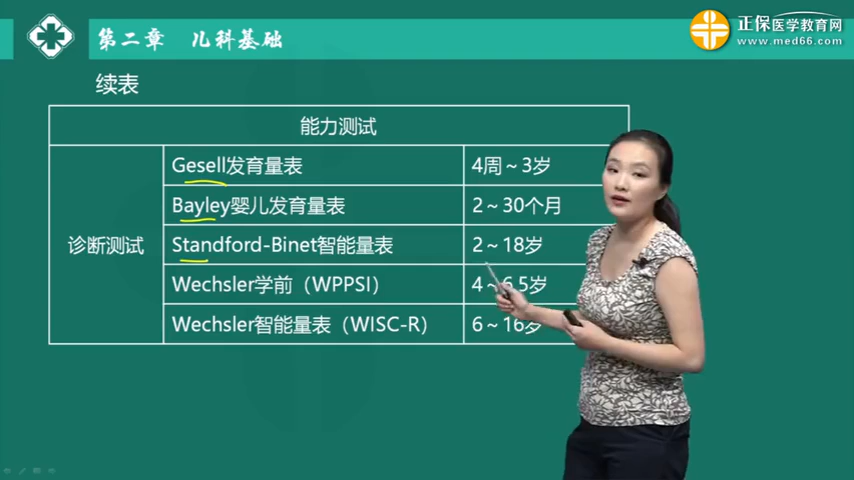 第二章 儿科基础
正保医学教育网
www.med66.com
续表
能力测试
诊断测试
Gesell发育量表 4周～3岁
Bayley婴儿发育量表 2～30个月
Standford-Binet智能量表 2～18岁
Wechsler学前（WPPSI） 4～6.5岁
Wechsler智能量表（WISC-R） 6～16岁